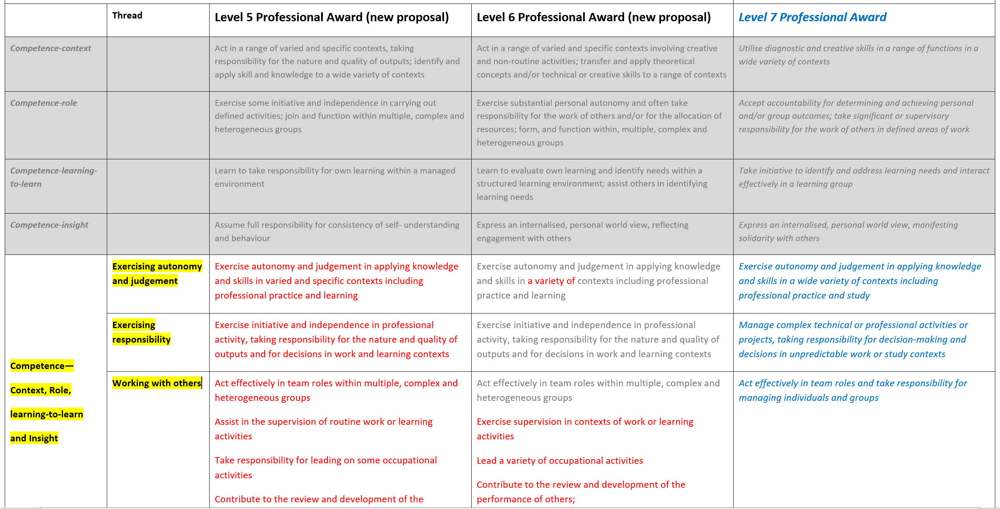 Thread
Level 5 Professional Award (new proposal)
Level 6 Professional Award (new proposal)
Level 7 Professional Award
Competence-context
Act in a range of varied and specific contexts, taking
responsibility for the nature and quality of outputs; identify and
apply skill and knowledge to a wide variety of contexts
Act in a range of varied and specific contexts involving creative
and non-routine activities; transfer and apply theoretical
concepts and/or technical or creative skills to a range of contexts
Utilise diagnostic and creative skills in a range of functions in a
wide variety of contexts
Competence-role
Exercise some initiative and independence in carrying out
defined activities; join and function within multiple, complex and
heterogeneous groups
Exercise substantial personal autonomy and often take
responsibility for the work of others and/or for the allocation of
resources; form, and function within, multiple, complex and
heterogeneous groups
Accept accountability for determining and achieving personal
and/or group outcomes; take significant or supervisory
responsibility for the work of others in defined areas of work
Competence-learning-
to-learn
Learn to take responsibility for own learning within a managed
environment
Learn to evaluate own learning and identify needs within a
structured learning environment; assist others in identifying
learning needs
Take initiative to identify and address learning needs and interact
effectively in a learning group
Competence-insight
Assume full responsibility for consistency of self- understanding
and behaviour
Express an internalised, personal world view, reflecting
engagement with others
Express an internalised, personal world view, manifesting
solidarity with others
Competence—
Context, Role,
learning-to-learn
and Insight
Exercising autonomy
and judgement
Exercise autonomy and judgement in applying knowledge
and skills in varied and specific contexts including
professional practice and learning
Exercise autonomy and judgement in applying knowledge
and skills in a variety of contexts including professional
practice and learning
Exercise autonomy and judgement in applying knowledge
and skills in a wide variety of contexts including
professional practice and study
Exercising
responsibility
Exercise initiative and independence in professional
activity, taking responsibility for the nature and quality of
outputs and for decisions in work and learning contexts
Exercise initiative and independence in professional
activity, taking responsibility for the nature and quality of
outputs and for decisions in work and learning contexts
Manage complex technical or professional activities or
projects, taking responsibility for decision-making and
decisions in unpredictable work or study contexts
Working with others
Act effectively in team roles within multiple, complex and
heterogeneous groups
Assist in the supervision of routine work or learning
activities
Take responsibility for leading on some occupational
activities
Contribute to the review and development of the
Act effectively in team roles within multiple, complex and
heterogeneous groups
Exercise supervision in contexts of work or learning
activities
Lead a variety of occupational activities
Contribute to the review and development of the
performance of others;
Act effectively in team roles and take responsibility for
managing individuals and groups